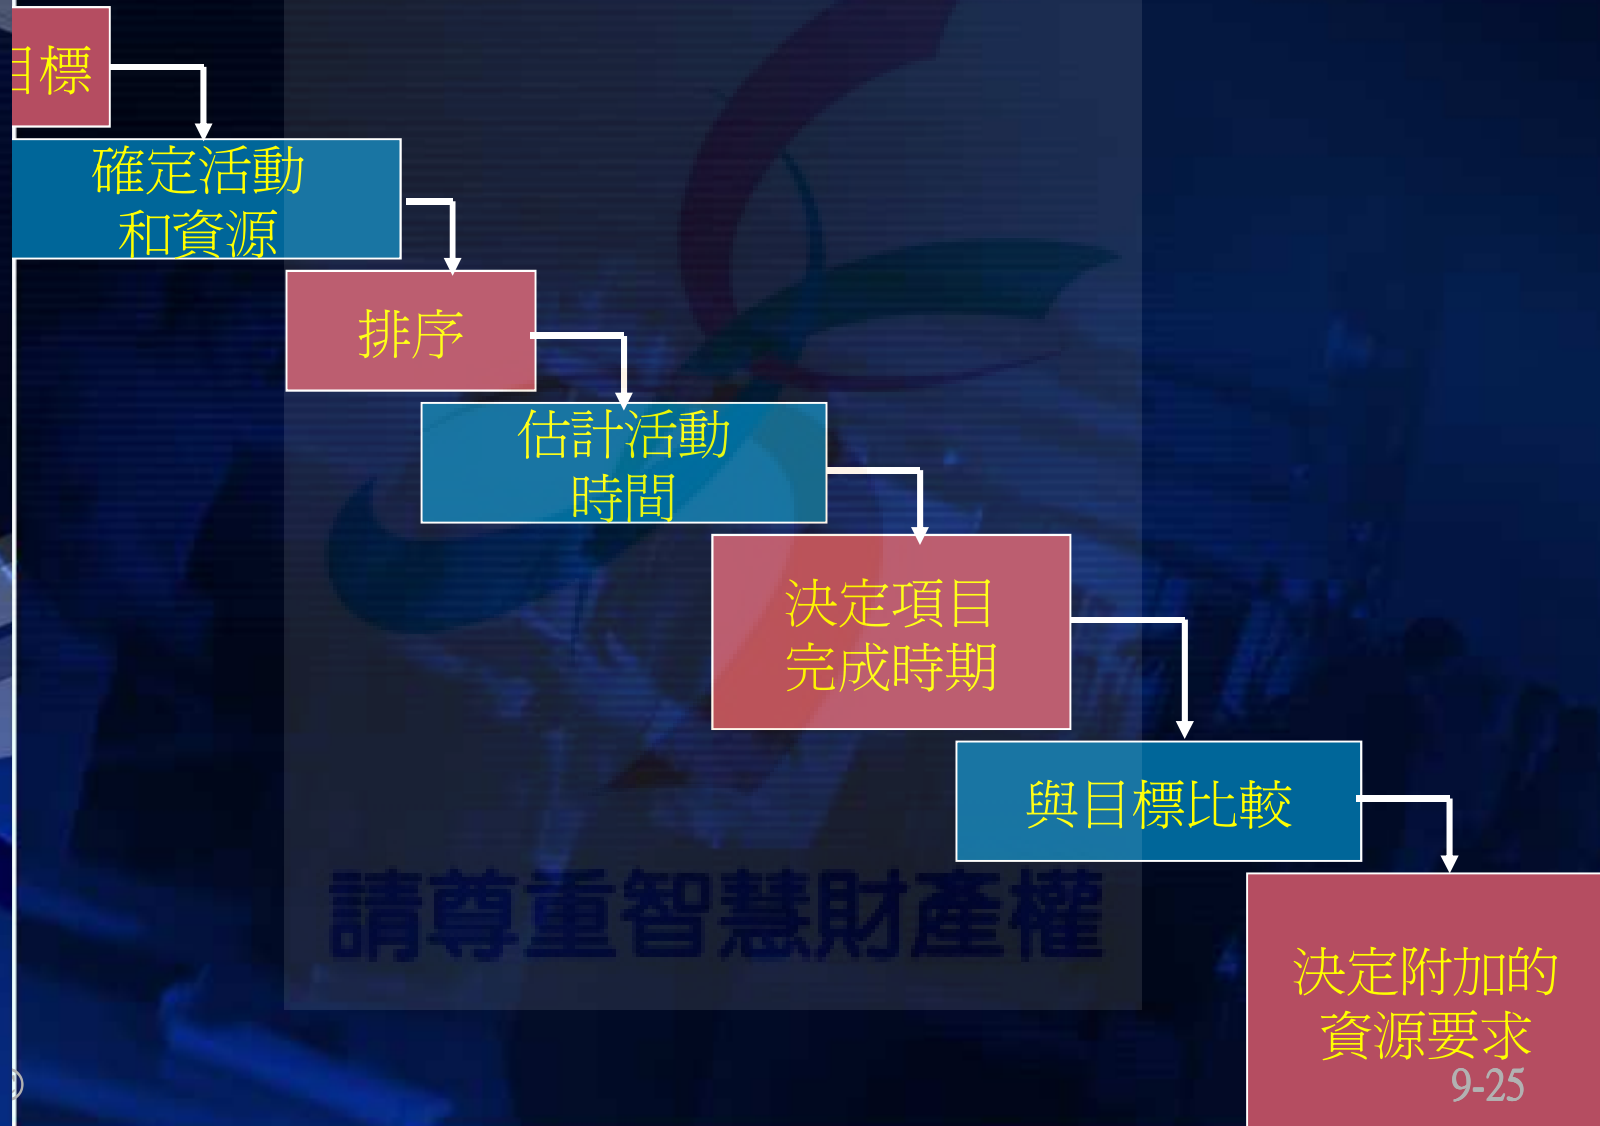 目標
確定活動
和資源
排序
估計活動
時間
決定項目
完成時期
與目標比較
請尊重智慧財產權
決定附加的
資源要求
9-25